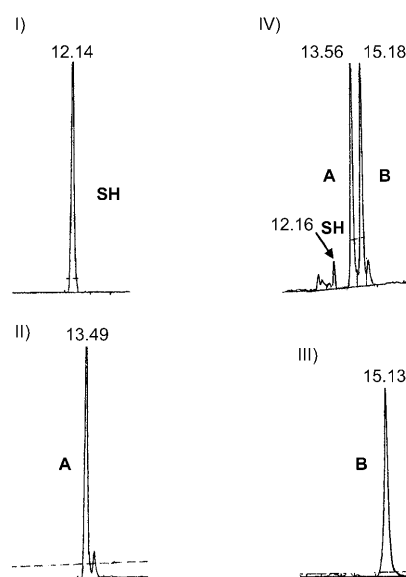 I)
12.14
SH
IV)
13.56 15.18
A B
12.16 SH
II)
13.49
A
III)
15.13
B